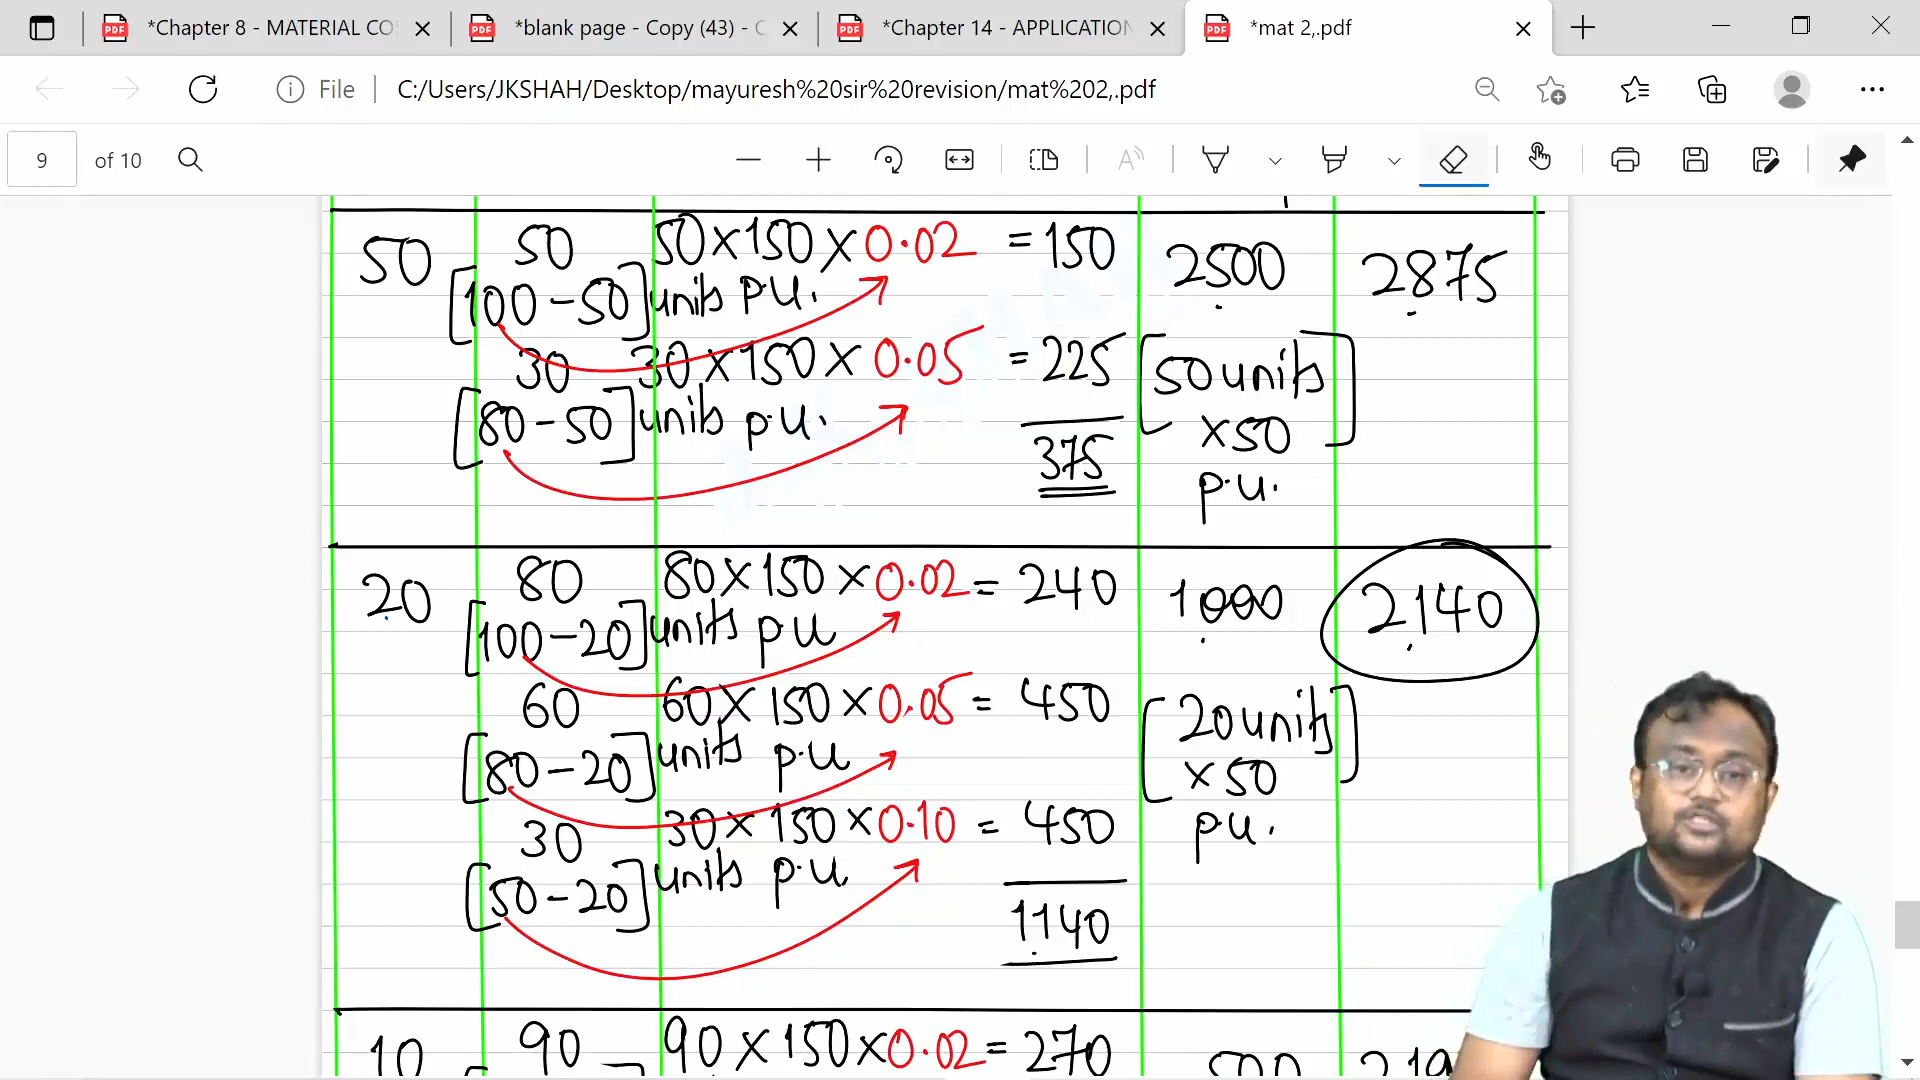 *Chapter 8 - MATERIAL CO
*blank page - Copy (43) - C
*Chapter 14 - APPLICATION
*mat 2,.pdf
File
C:/Users/JKSHAH/Desktop/mayuresh%20sir%20revision/mat%202,.pdf
9 of 10
50 50 50×150×0.02 = 150 2500 2875
[100-50] units p.u.
30 30×150×0.05 = 225 [50 units
[80-50] units p.u. ×50
375 p.u.]
20 80 80×150×0.02 = 240 1000 2140
[100-20] units p.u
60 60×150×0.05 = 450 [20 units
[80-20] units p.u ×50
30 30×150×0.10 = 450 p.u.]
[50-20] units p.u.
1140
10 90 90×150×0.02 = 270